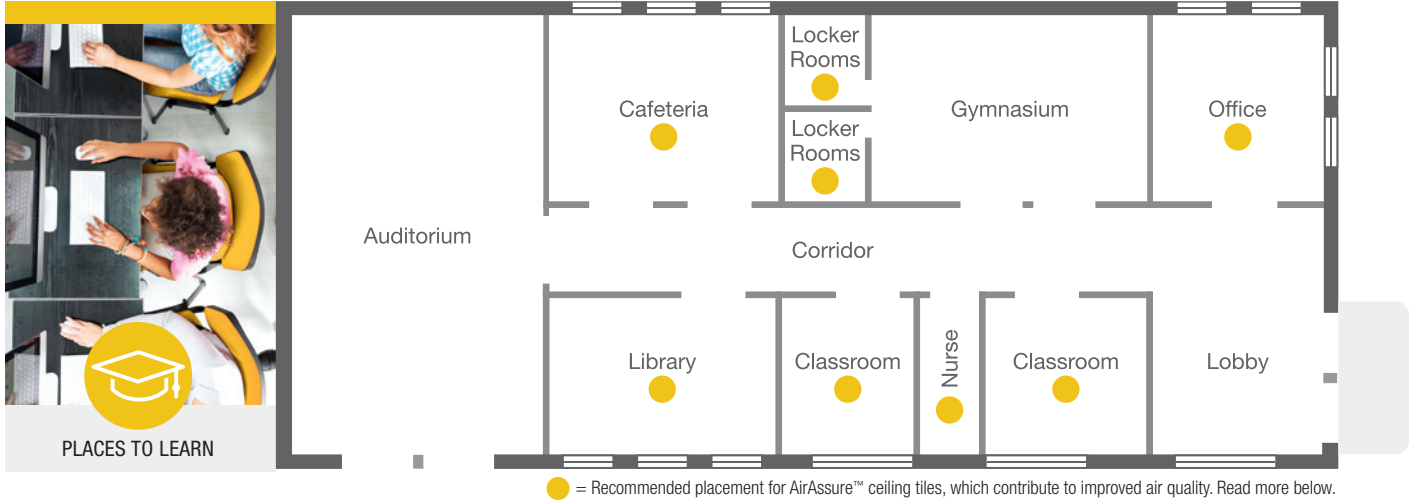 Locker
Rooms
Cafeteria
Gymnasium
Office
Locker
Rooms
Auditorium
Corridor
Library
Classroom
Nurse
Classroom
Lobby
PLACES TO LEARN
= Recommended placement for AirAssure™ ceiling tiles, which contribute to improved air quality. Read more below.